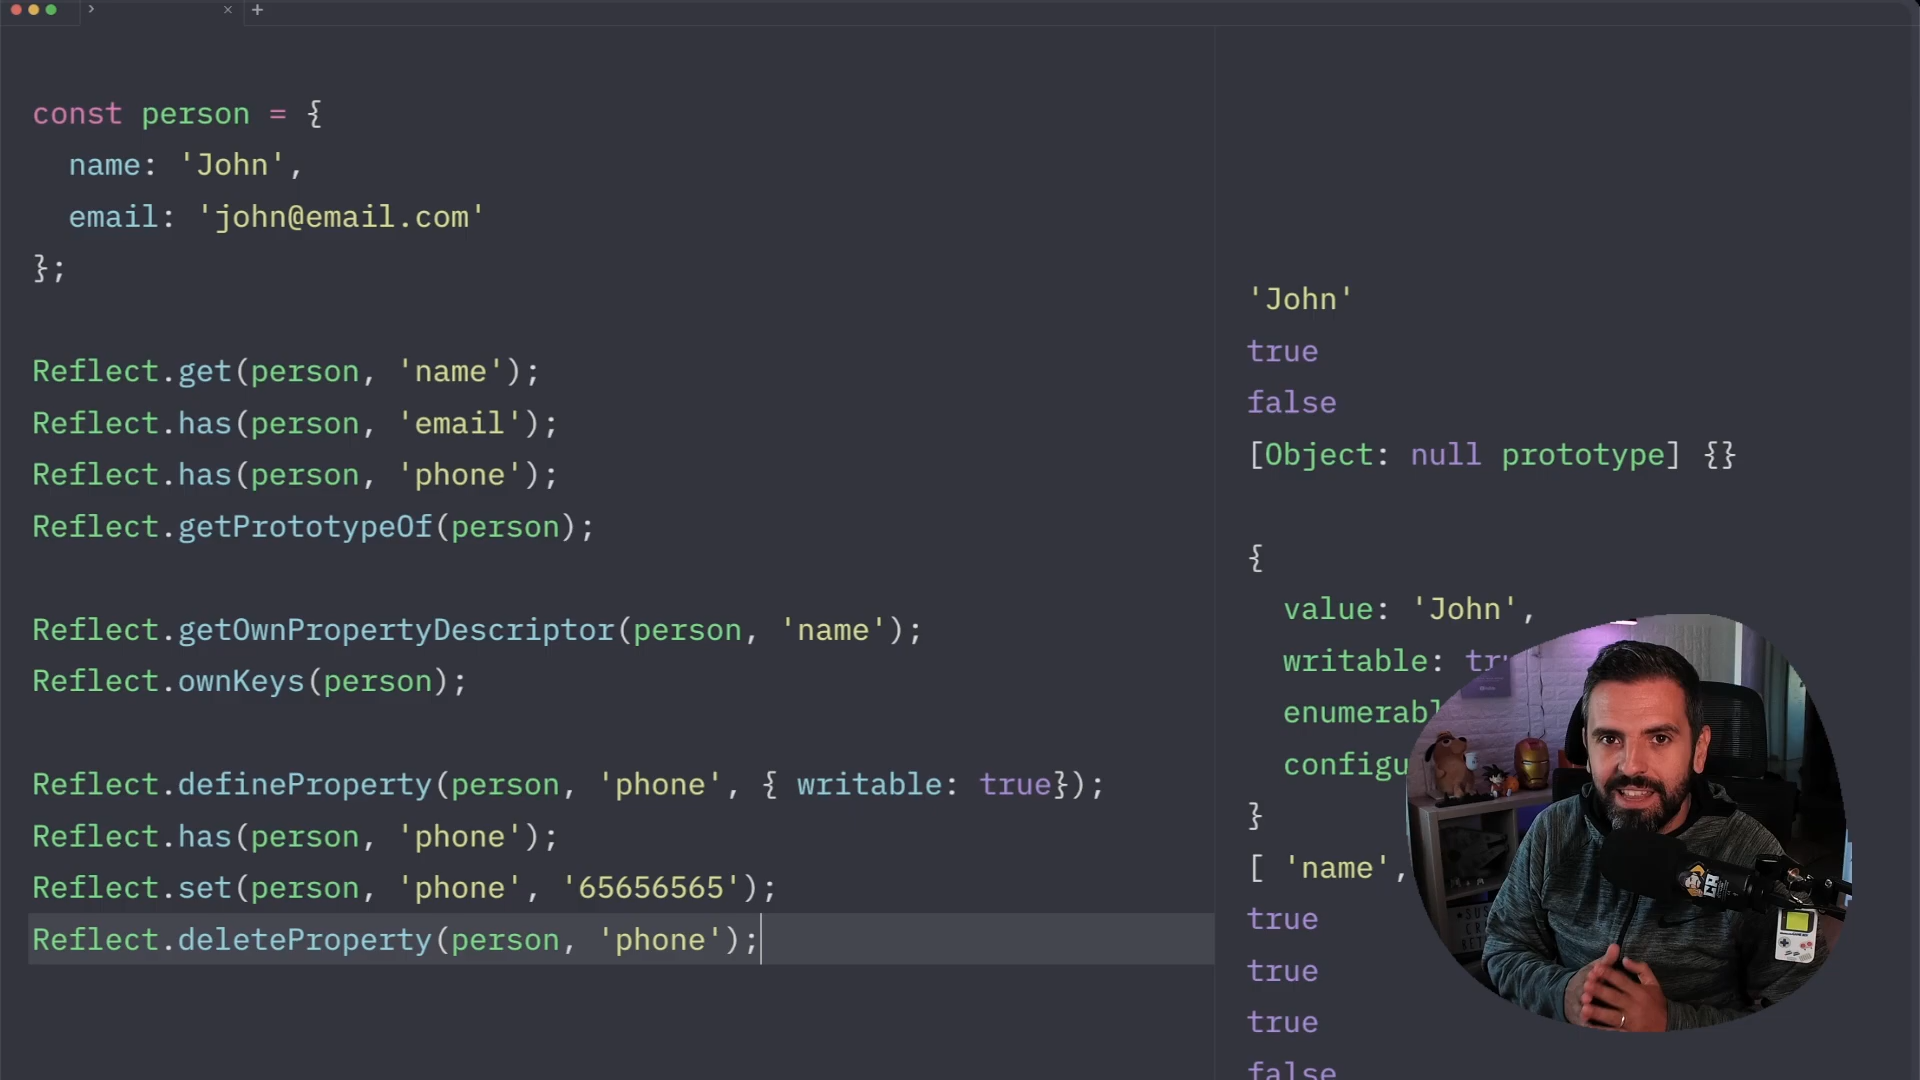 const person = {
name: 'John',
email: 'john@email.com'
};
Reflect.get(person, 'name');
Reflect.has(person, 'email');
Reflect.has(person, 'phone');
Reflect.getPrototypeOf(person);
Reflect.getOwnPropertyDescriptor(person, 'name');
Reflect.ownKeys(person);
Reflect.defineProperty(person, 'phone', { writable: true});
Reflect.has(person, 'phone');
Reflect.set(person, 'phone', '65656565');
Reflect.deleteProperty(person, 'phone');
'John'
true
false
[Object: null prototype] {}
{
value: 'John',
writable:
}
[ 'name',
true
true
true
false